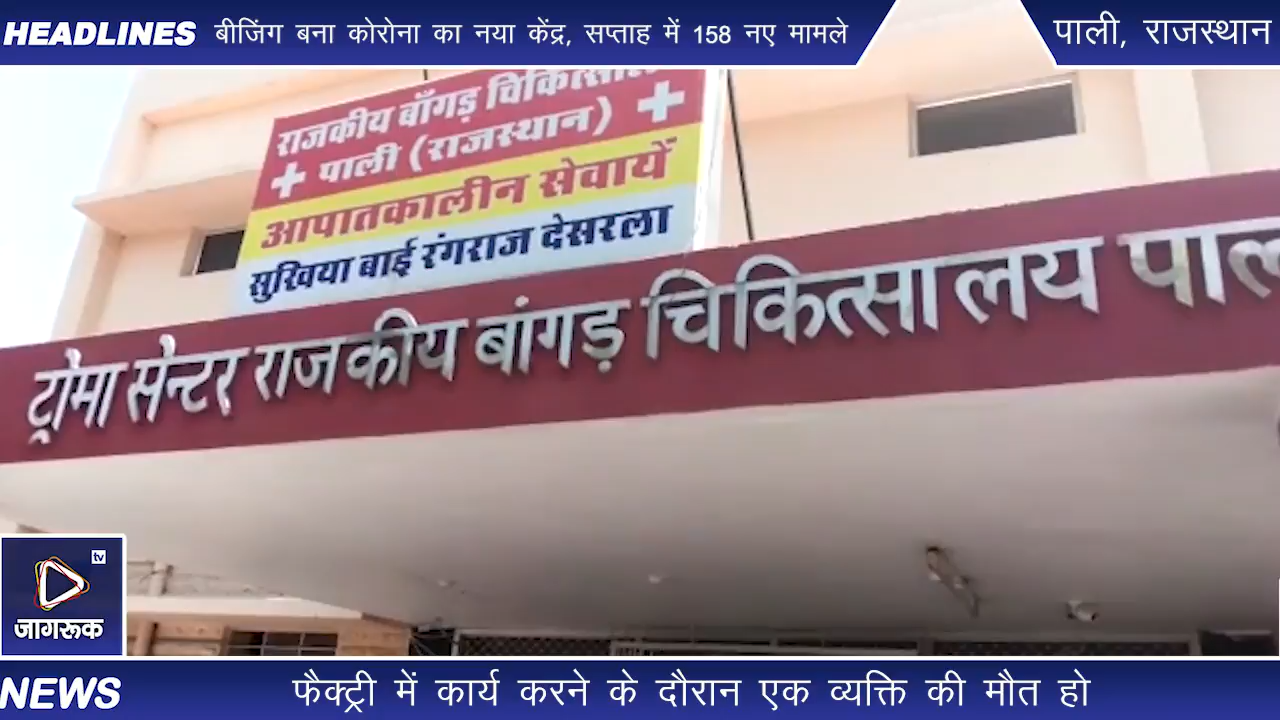 HEADLINES बीजिंग बना कोरोना का नया केंद्र, सप्ताह में 158 नए मामले
पाली, राजस्थान
राजकीय बाँगड़ चिकित्सालय
पाली (राजस्थान)
आपातकालीन सेवायें
सुखिया बाई रंगराज देसरला
ट्रोमा सेन्टर राजकीय बांगड़ चिकित्सालय पाल
tv
जागरूक
NEWS फैक्ट्री में कार्य करने के दौरान एक व्यक्ति की मौत हो